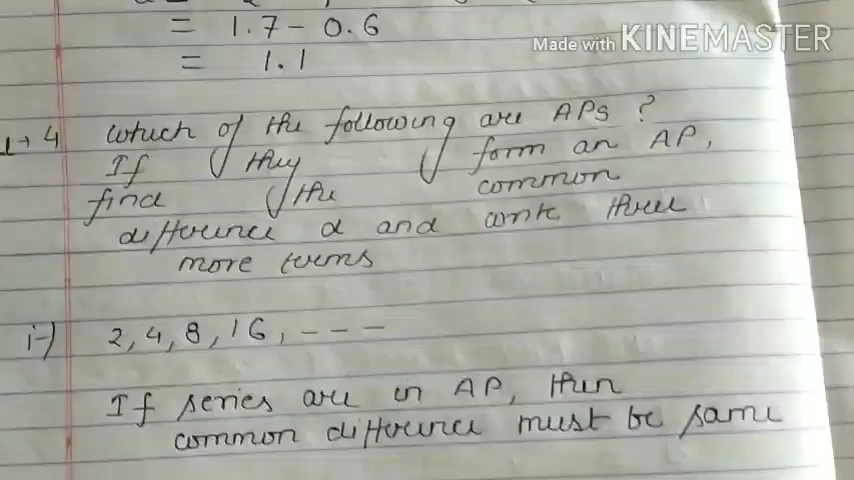 = 1.7 - 0.6
Made with KINEMASTER
= 1.1
4 Which of the following are APs ?
If they form an AP,
find the common
difference d and write three
more terms
i-) 2, 4, 8, 16, - - -
If series are in AP, then
common difference must be same